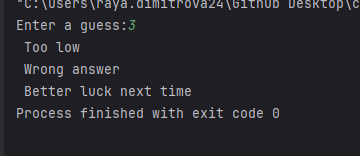 "C:\Users\raya.dimitrova24\Github Desktop\c
Enter a guess:3
Too low
Wrong answer
Better luck next time
Process finished with exit code 0